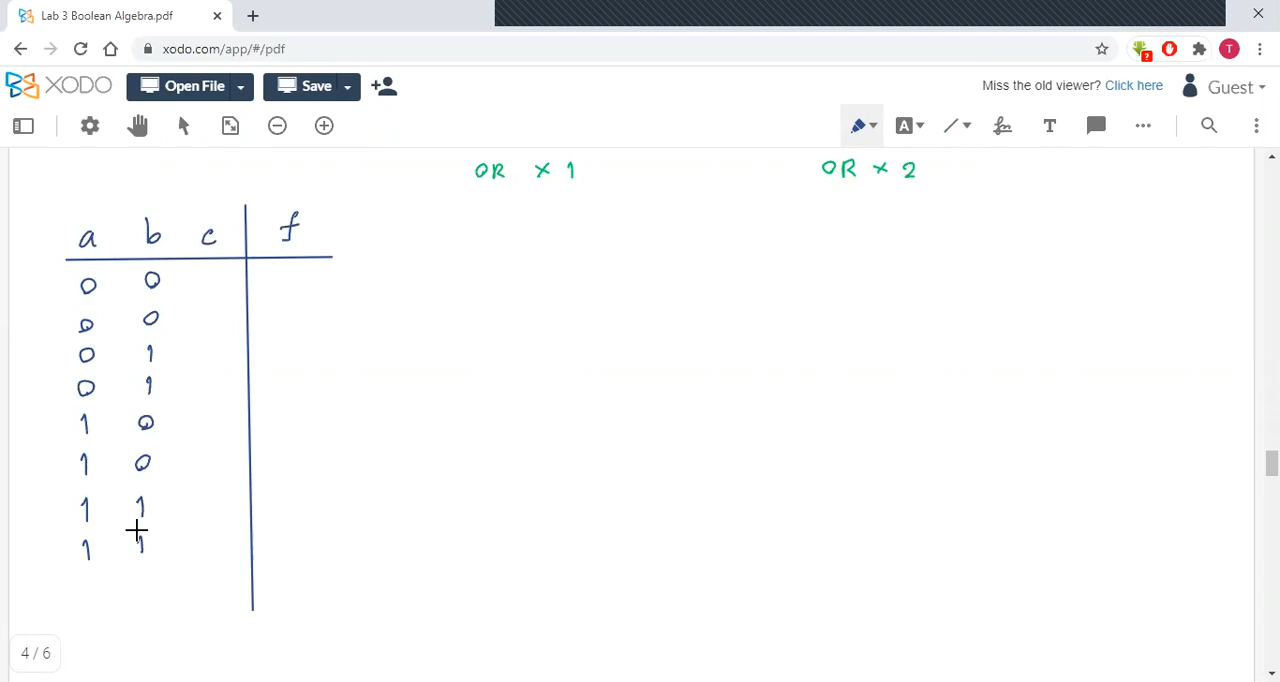 Lab 3 Boolean Algebra.pdf
xodo.com/app/#/pdf
?
T
XODO
Open File
Save
Miss the old viewer? Click here
Guest
A
T
OR × 1
OR × 2
a b c f
0 0
0 0
0 1
0 1
1 0
1 0
1 1
1 1
4 / 6